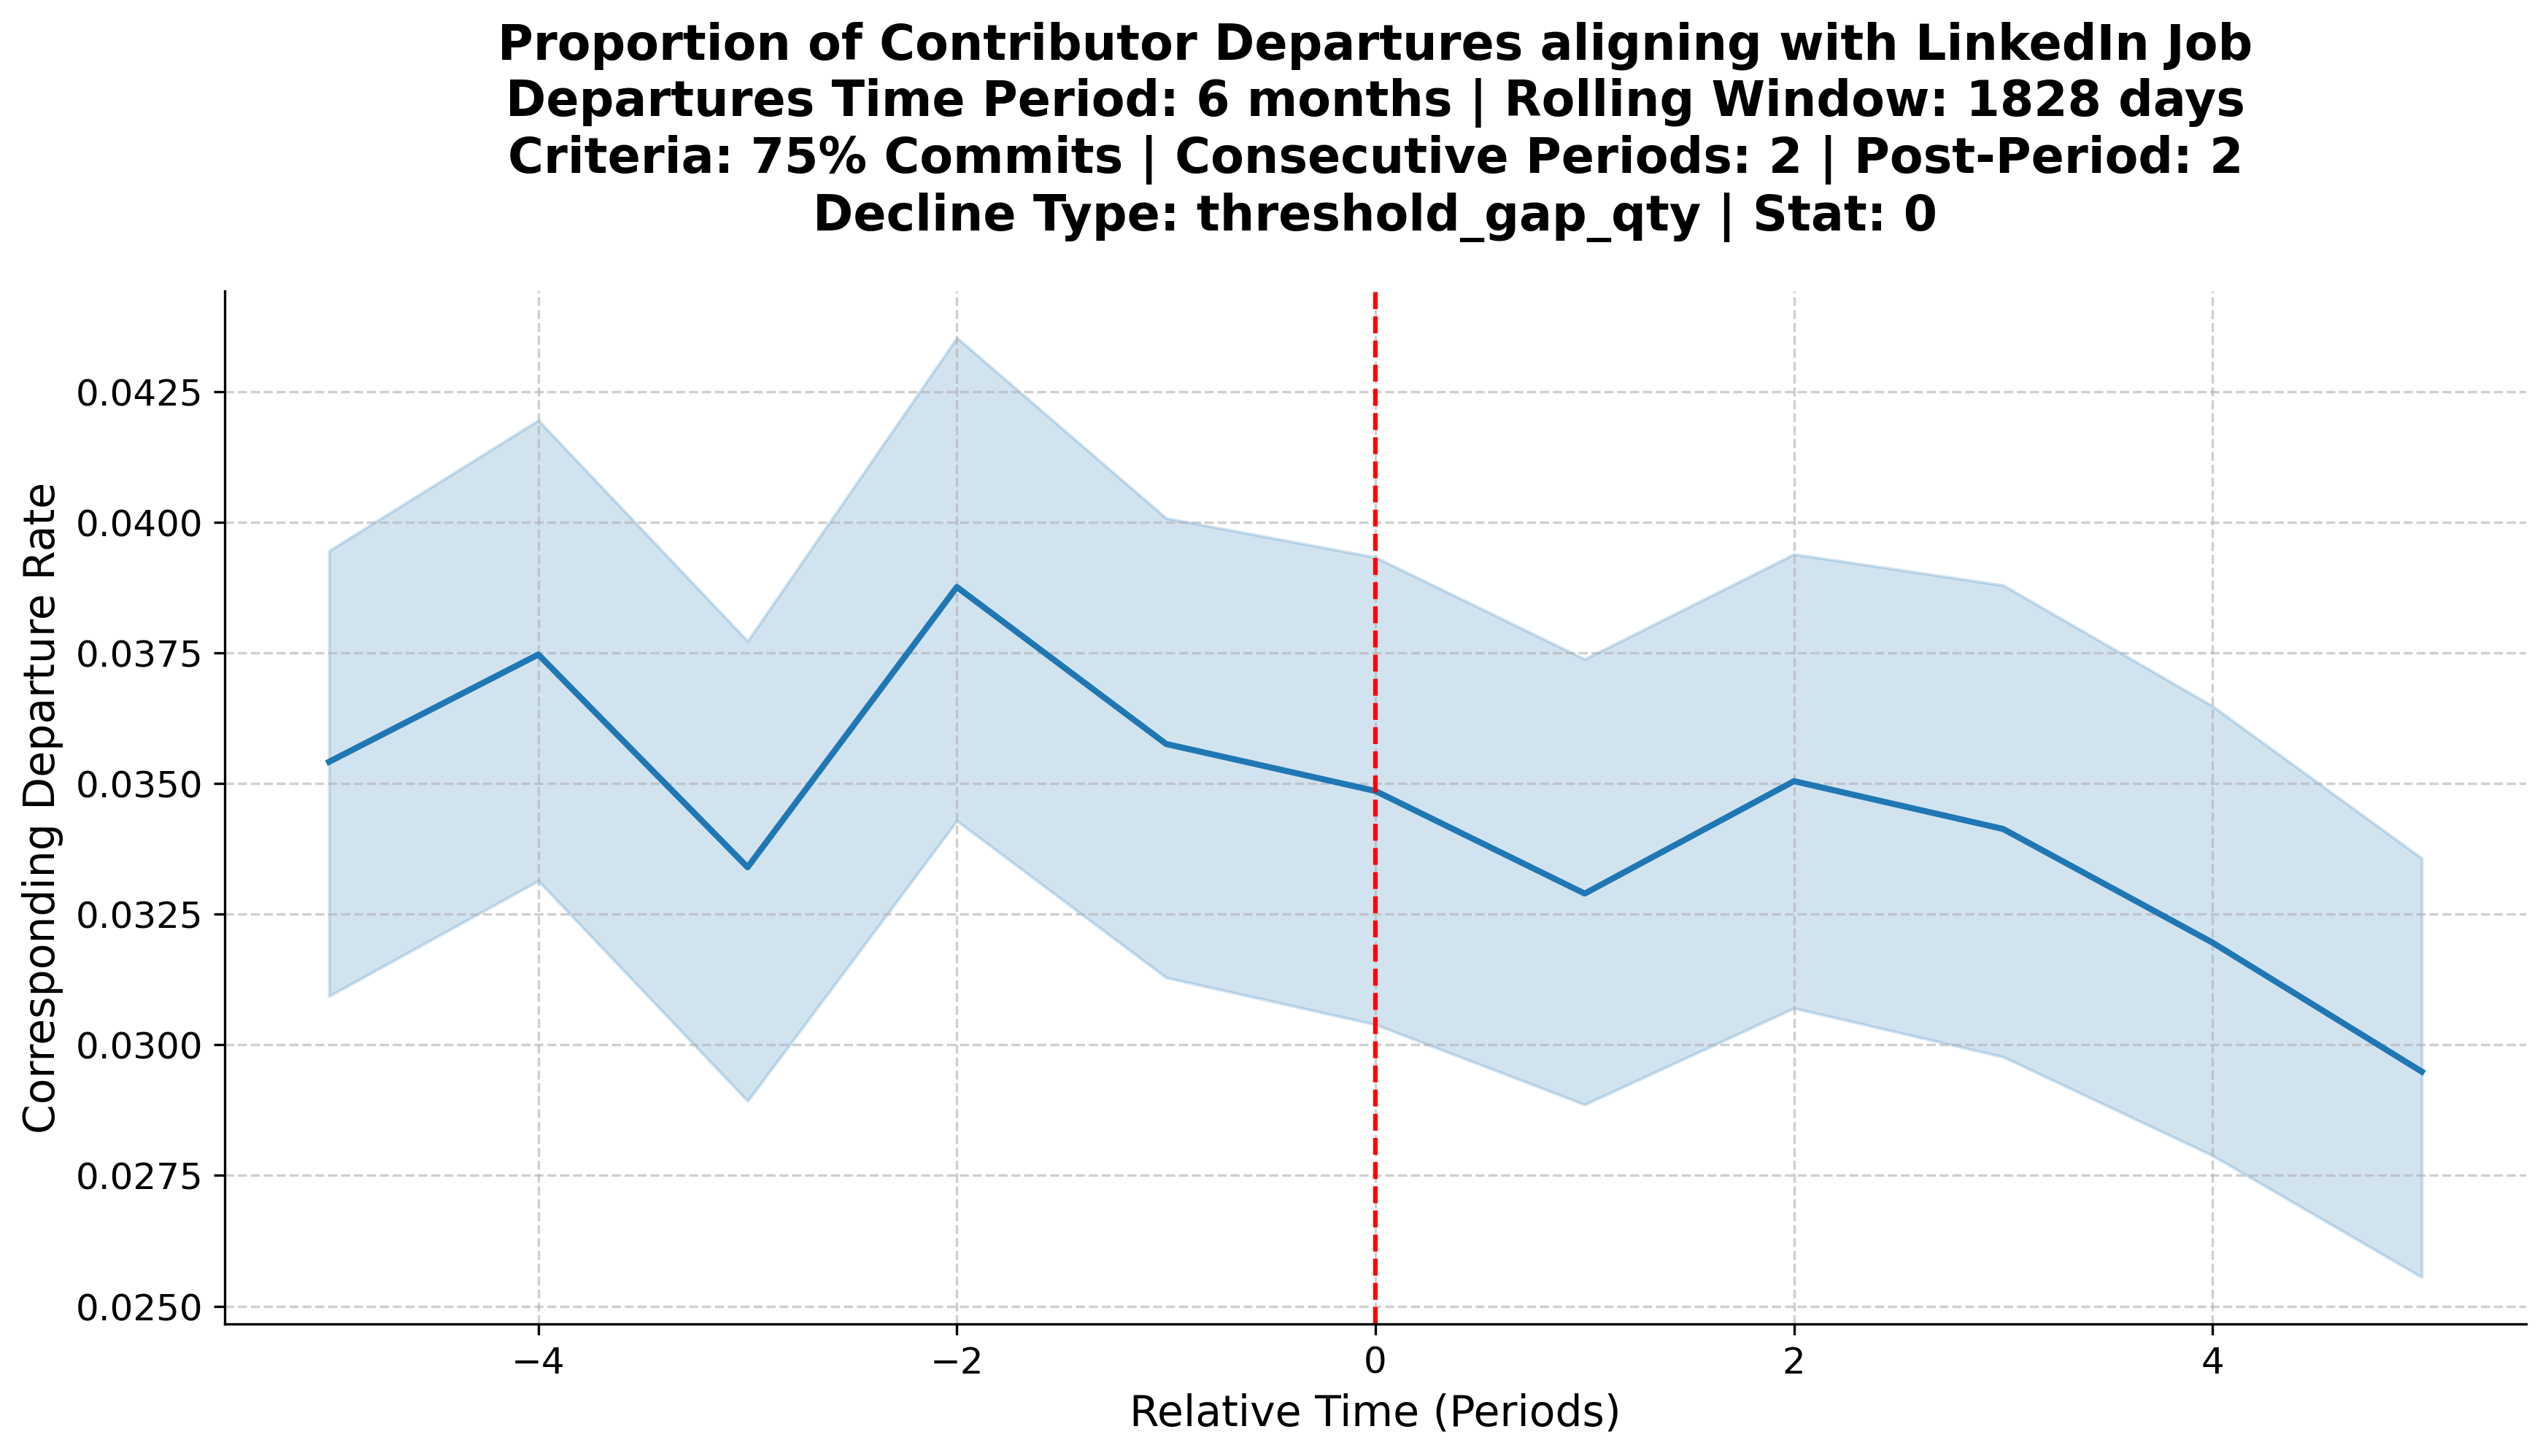 Proportion of Contributor Departures aligning with LinkedIn Job
Departures Time Period: 6 months | Rolling Window: 1828 days
Criteria: 75% Commits | Consecutive Periods: 2 | Post-Period: 2
Decline Type: threshold_gap_qty | Stat: 0
Corresponding Departure Rate
0.0425
0.0400
0.0375
0.0350
0.0325
0.0300
0.0275
0.0250
−4 −2 0 2 4
Relative Time (Periods)